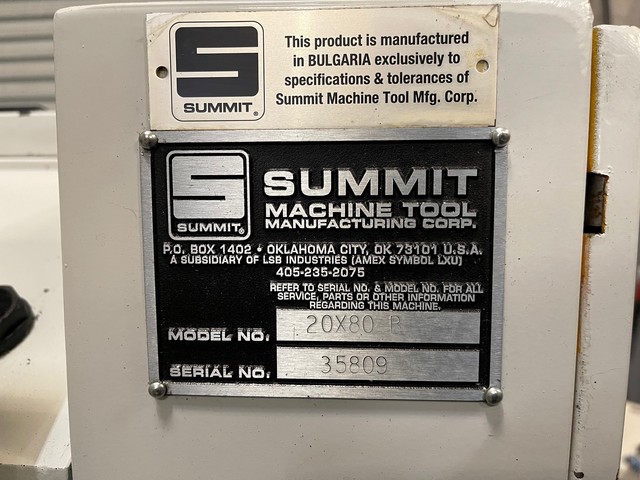 SUMMIT®
This product is manufactured
in BULGARIA exclusively to
specifications & tolerances of
Summit Machine Tool Mfg. Corp.
SUMMIT®
SUMMIT
MACHINE TOOL
MANUFACTURING CORP.
P.O. BOX 1402 • OKLAHOMA CITY, OK 73101 U.S.A.
A SUBSIDIARY OF LSB INDUSTRIES (AMEX SYMBOL LXU)
405-235-2075
REFER TO SERIAL NO. & MODEL NO. FOR ALL
SERVICE, PARTS OR OTHER INFORMATION
REGARDING THIS MACHINE.
MODEL NO. 20X80 B
SERIAL NO. 35809